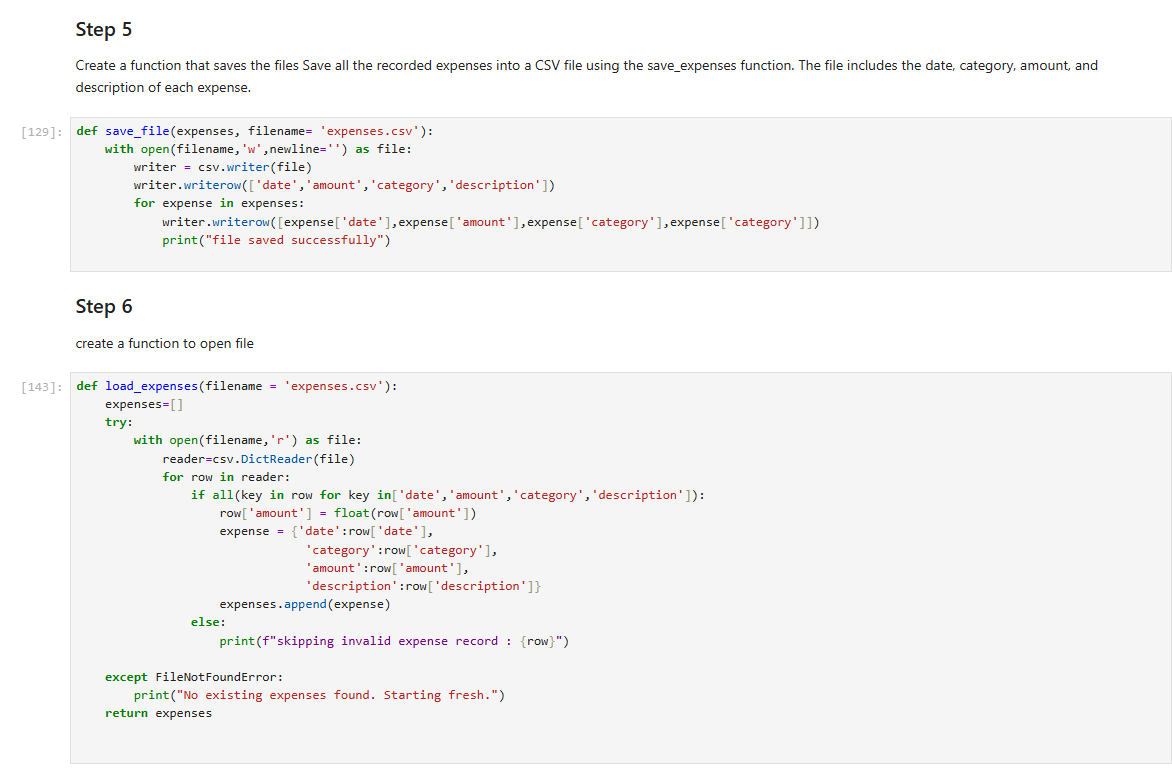 Step 5
Create a function that saves the files Save all the recorded expenses into a CSV file using the save_expenses function. The file includes the date, category, amount, and
description of each expense.
[129]:
def save_file(expenses, filename= 'expenses.csv'):
    with open(filename,'w',newline='') as file:
        writer = csv.writer(file)
        writer.writerow(['date','amount','category','description'])
        for expense in expenses:
            writer.writerow([expense['date'],expense['amount'],expense['category'],expense['category']])
            print("file saved successfully")
Step 6
create a function to open file
[143]:
def load_expenses(filename = 'expenses.csv'):
    expenses=[]
    try:
        with open(filename,'r') as file:
            reader=csv.DictReader(file)
            for row in reader:
                if all(key in row for key in['date','amount','category','description']):
                    row['amount'] = float(row['amount'])
                    expense = {'date':row['date'],
                                'category':row['category'],
                                'amount':row['amount'],
                                'description':row['description']}
                    expenses.append(expense)
                else:
                    print(f"skipping invalid expense record : {row}")
    except FileNotFoundError:
        print("No existing expenses found. Starting fresh.")
    return expenses